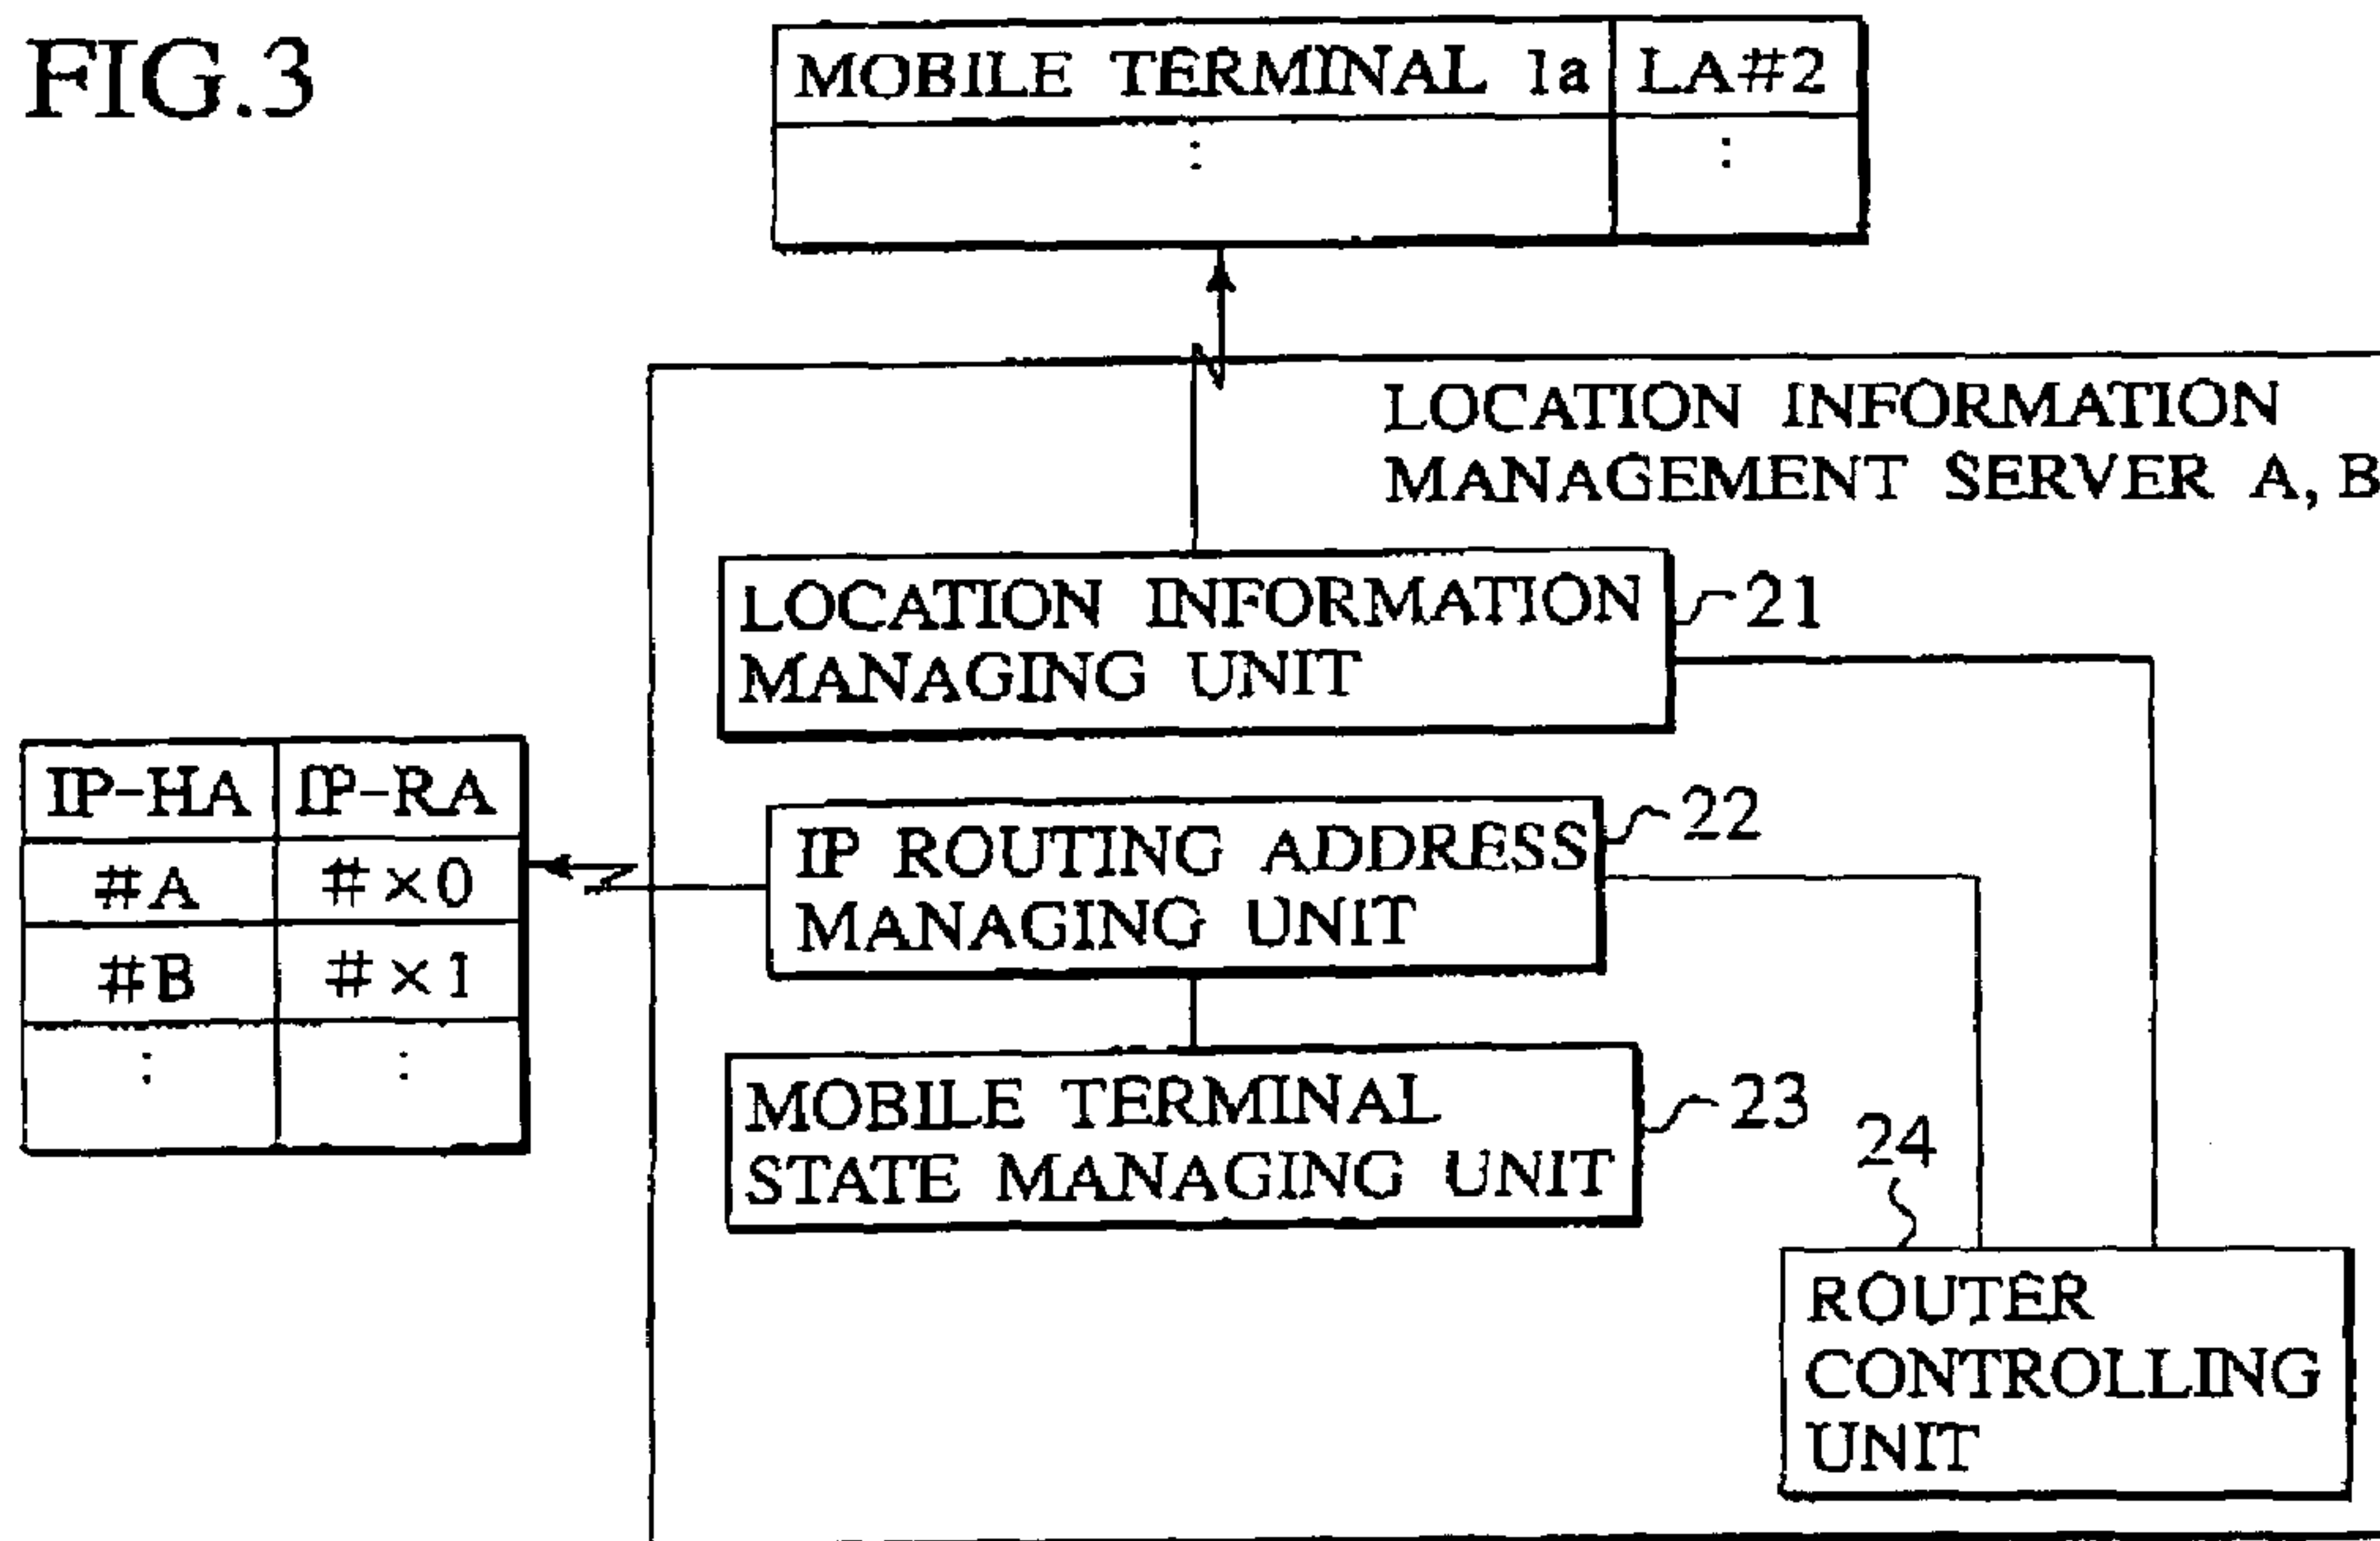 FIG.3
MOBILE TERMINAL 1a LA#2
: :
LOCATION INFORMATION
MANAGEMENT SERVER A, B
LOCATION INFORMATION
MANAGING UNIT
21
IP-HA IP-RA
#A #×0
#B #×1
: :
IP ROUTING ADDRESS
MANAGING UNIT
22
MOBILE TERMINAL
STATE MANAGING UNIT
23
24
ROUTER
CONTROLLING
UNIT